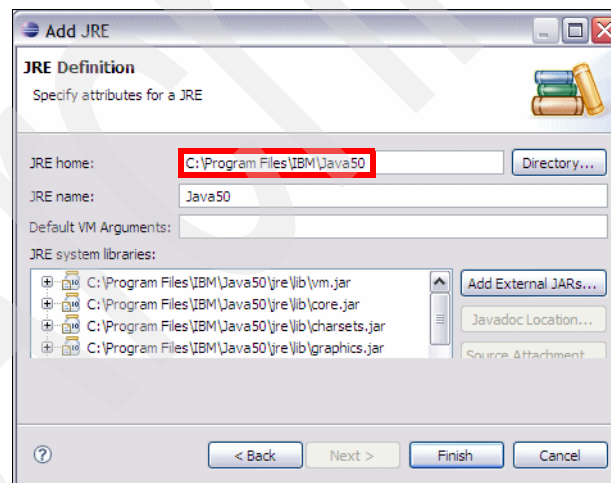 Add JRE
JRE Definition
Specify attributes for a JRE
JRE home: C:\Program Files\IBM\Java50 Directory...
JRE name: Java50
Default VM Arguments:
JRE system libraries:
C:\Program Files\IBM\Java50\jre\lib\vm.jar Add External JARs...
C:\Program Files\IBM\Java50\jre\lib\core.jar
C:\Program Files\IBM\Java50\jre\lib\charsets.jar Javadoc Location...
C:\Program Files\IBM\Java50\jre\lib\graphics.jar Source Attachment
? < Back Next > Finish Cancel